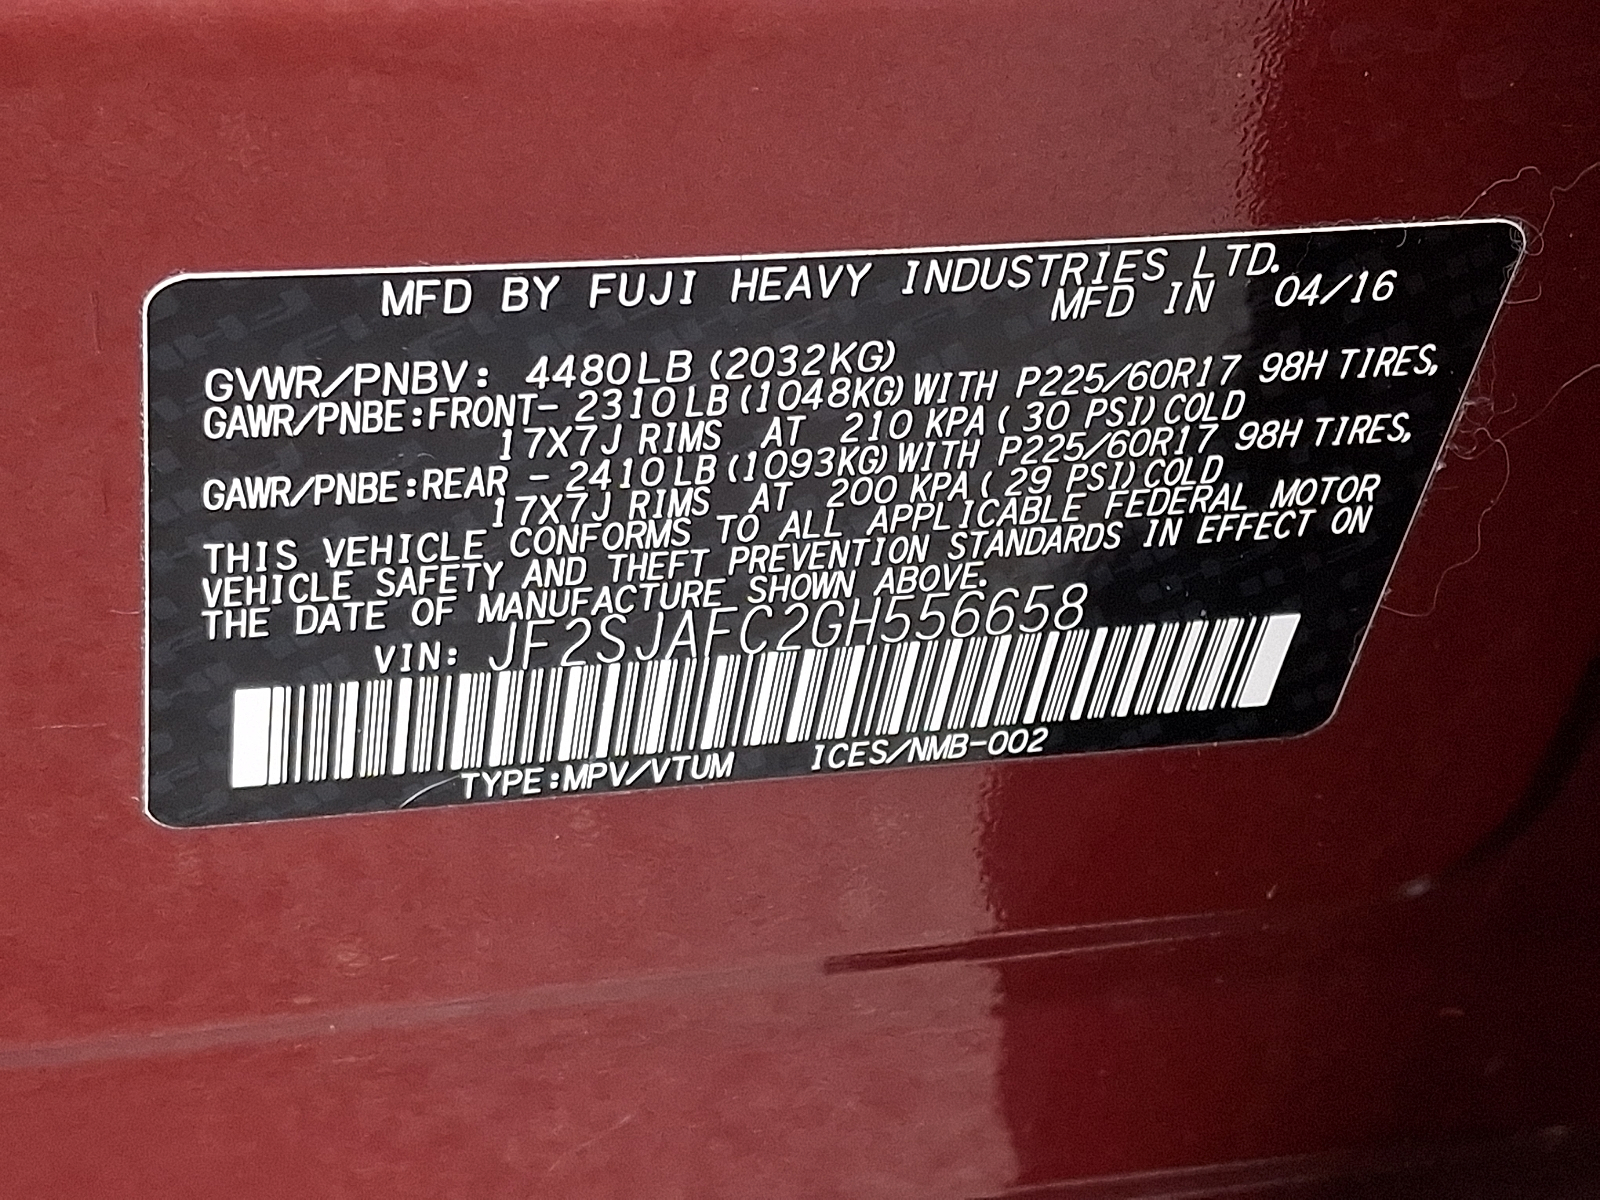 MFD BY FUJI HEAVY INDUSTRIES LTD.
MFD IN 04/16
GVWR/PNBV: 4480LB (2032KG)
GAWR/PNBE:FRONT- 2310LB (1048KG) WITH P225/60R17 98H TIRES,
17X7J RIMS AT 210 KPA ( 30 PSI) COLD
GAWR/PNBE:REAR - 2410LB (1093KG) WITH P225/60R17 98H TIRES,
17X7J RIMS AT 200 KPA ( 29 PSI) COLD
THIS VEHICLE CONFORMS TO ALL APPLICABLE FEDERAL MOTOR
VEHICLE SAFETY AND THEFT PREVENTION STANDARDS IN EFFECT ON
THE DATE OF MANUFACTURE SHOWN ABOVE.
VIN: JF2SJAFC2GH556658
TYPE:MPV/VTUM ICES/NMB-002